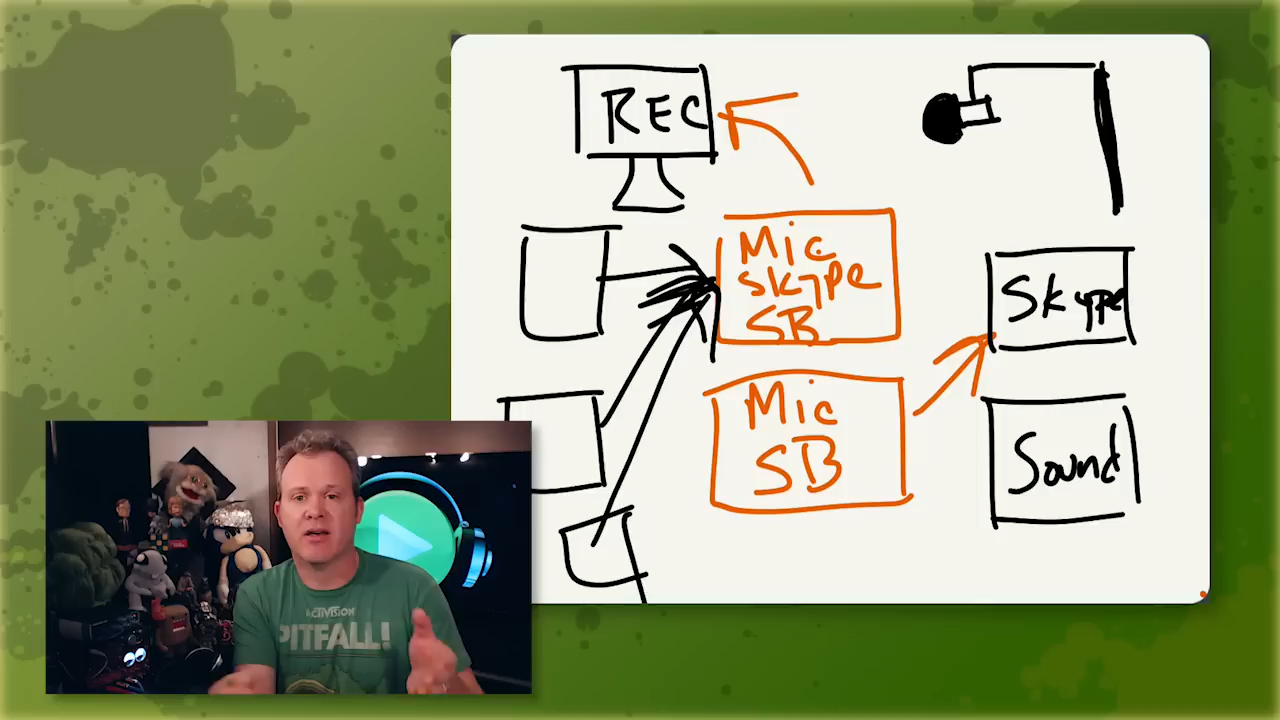 REC
Mic
Skype
SB
Skype
Mic
SB
Sound
ACTIVISION
PITFALL!